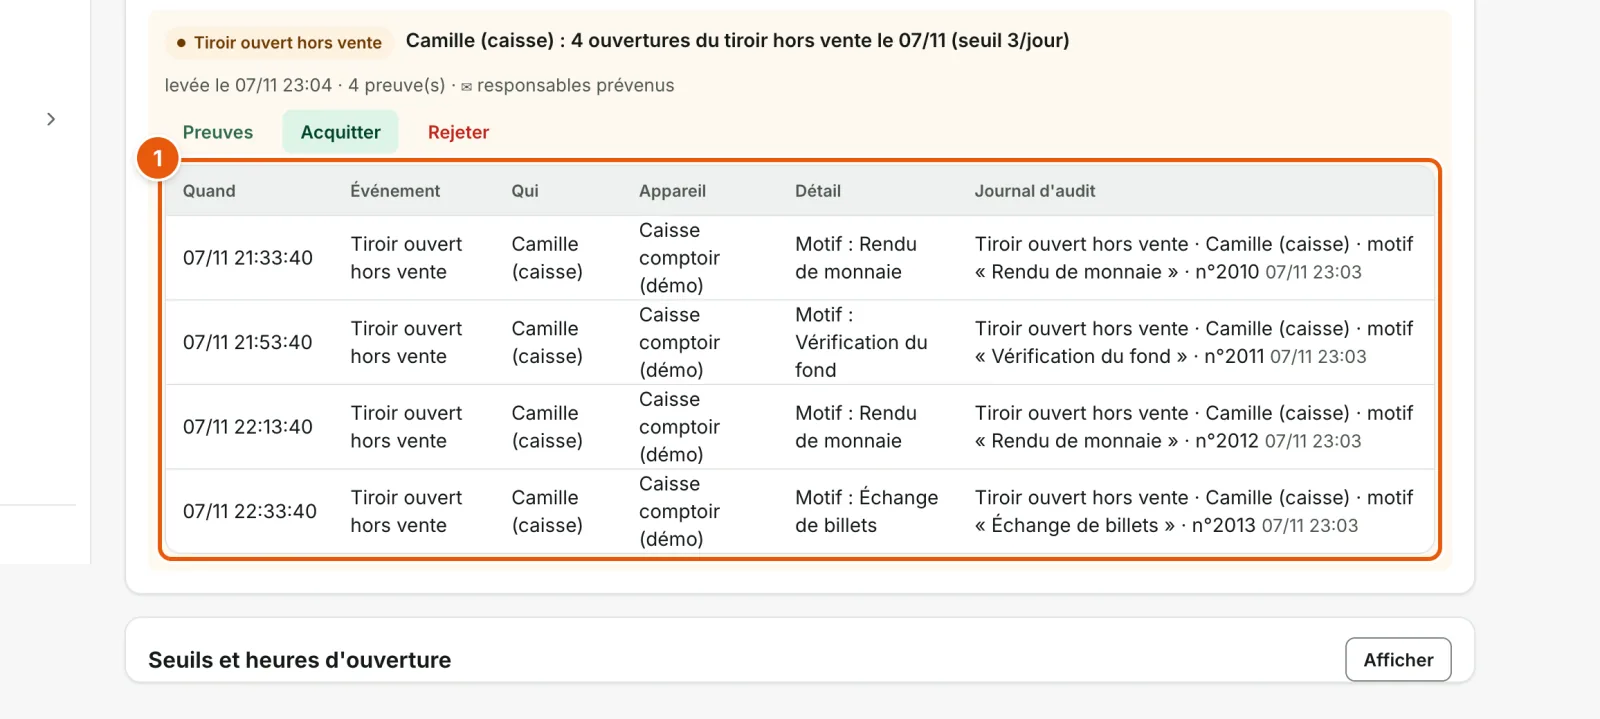 • Tiroir ouvert hors vente Camille (caisse) : 4 ouvertures du tiroir hors vente le 07/11 (seuil 3/jour)
levée le 07/11 23:04 · 4 preuve(s) · ✉ responsables prévenus
Preuves Acquitter Rejeter
1
Quand Événement Qui Appareil Détail Journal d'audit
07/11 21:33:40 Tiroir ouvert hors vente Camille (caisse) Caisse comptoir (démo) Motif : Rendu de monnaie Tiroir ouvert hors vente · Camille (caisse) · motif « Rendu de monnaie » · n°2010 07/11 23:03
07/11 21:53:40 Tiroir ouvert hors vente Camille (caisse) Caisse comptoir (démo) Motif : Vérification du fond Tiroir ouvert hors vente · Camille (caisse) · motif « Vérification du fond » · n°2011 07/11 23:03
07/11 22:13:40 Tiroir ouvert hors vente Camille (caisse) Caisse comptoir (démo) Motif : Rendu de monnaie Tiroir ouvert hors vente · Camille (caisse) · motif « Rendu de monnaie » · n°2012 07/11 23:03
07/11 22:33:40 Tiroir ouvert hors vente Camille (caisse) Caisse comptoir (démo) Motif : Échange de billets Tiroir ouvert hors vente · Camille (caisse) · motif « Échange de billets » · n°2013 07/11 23:03
Seuils et heures d'ouverture Afficher